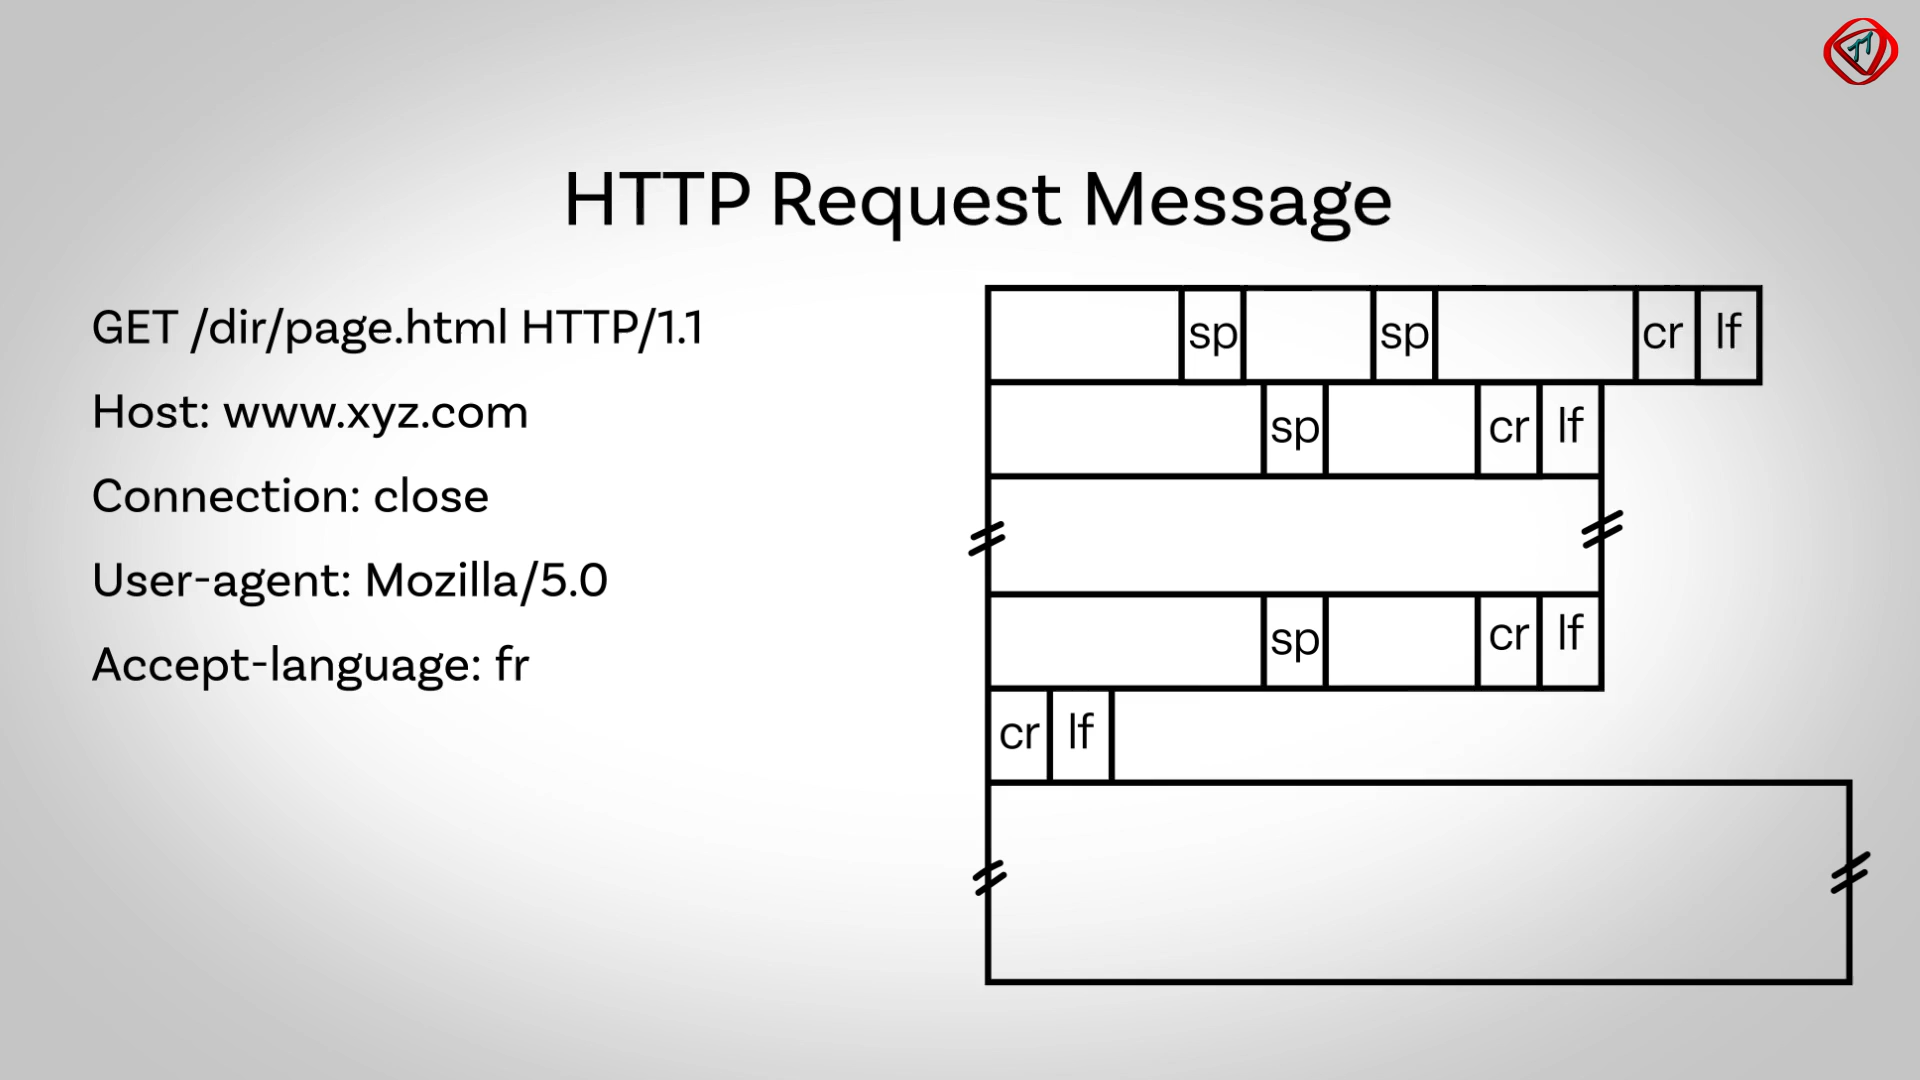 HTTP Request Message
GET /dir/page.html HTTP/1.1
Host: www.xyz.com
Connection: close
User-agent: Mozilla/5.0
Accept-language: fr
sp sp cr lf
sp cr lf
sp cr lf
cr lf